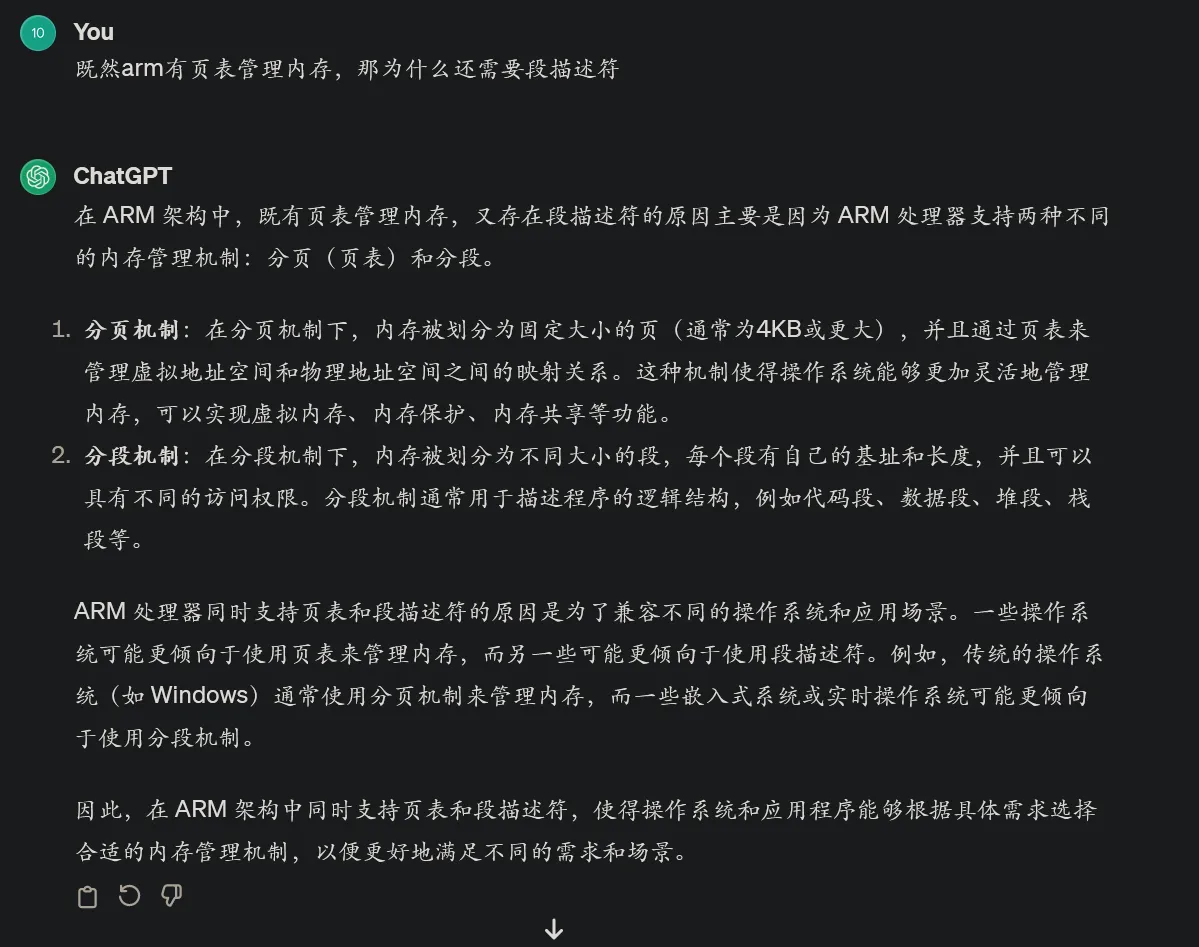 10
You
既然arm有页表管理内存，那为什么还需要段描述符
ChatGPT
在 ARM 架构中，既有页表管理内存，又存在段描述符的原因主要是因为 ARM 处理器支持两种不同
的内存管理机制：分页（页表）和分段。
1. 分页机制：在分页机制下，内存被划分为固定大小的页（通常为4KB或更大），并且通过页表来
管理虚拟地址空间和物理地址空间之间的映射关系。这种机制使得操作系统能够更加灵活地管理
内存，可以实现虚拟内存、内存保护、内存共享等功能。
2. 分段机制：在分段机制下，内存被划分为不同大小的段，每个段有自己的基址和长度，并且可以
具有不同的访问权限。分段机制通常用于描述程序的逻辑结构，例如代码段、数据段、堆段、栈
段等。
ARM 处理器同时支持页表和段描述符的原因是为了兼容不同的操作系统和应用场景。一些操作系
统可能更倾向于使用页表来管理内存，而另一些可能更倾向于使用段描述符。例如，传统的操作系
统（如 Windows）通常使用分页机制来管理内存，而一些嵌入式系统或实时操作系统可能更倾向
于使用分段机制。
因此，在 ARM 架构中同时支持页表和段描述符，使得操作系统和应用程序能够根据具体需求选择
合适的内存管理机制，以便更好地满足不同的需求和场景。